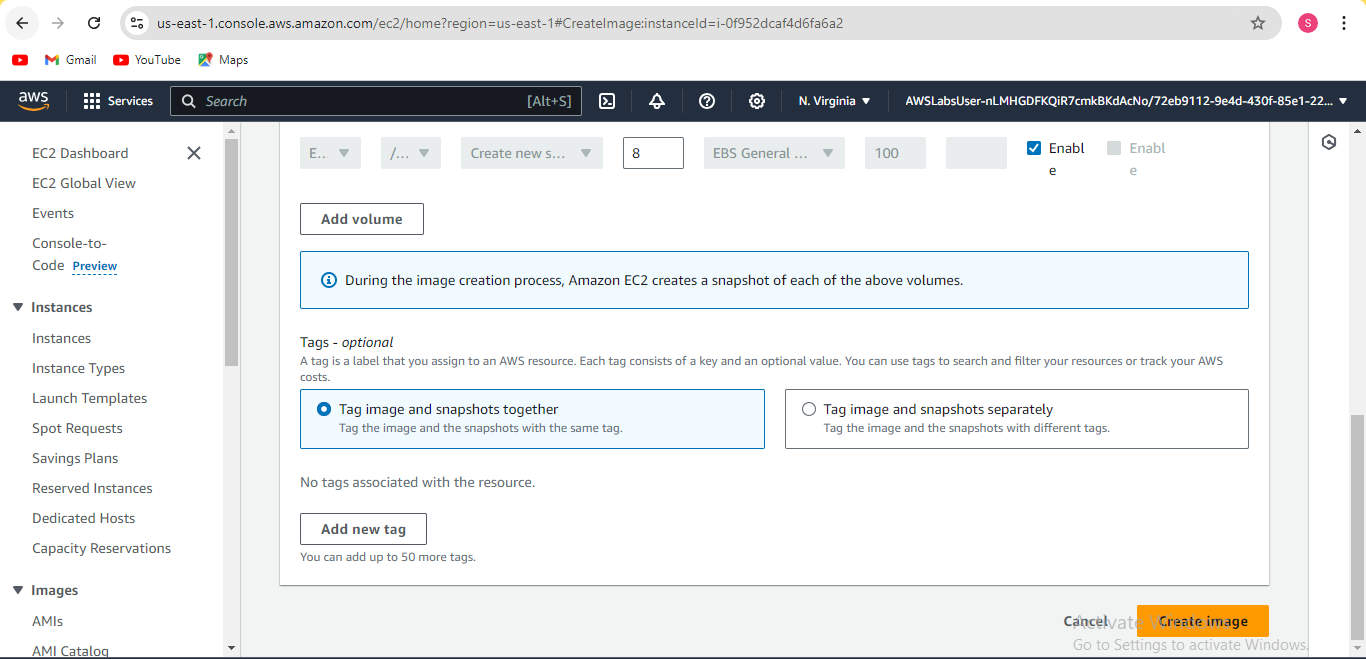 us-east-1.console.aws.amazon.com/ec2/home?region=us-east-1#CreateImage:instanceId=i-0f952dcaf4d6fa6a2
S
Gmail
YouTube
Maps
aws
Services
Search
[Alt+S]
N. Virginia
AWSLabsUser-nLMHGDFKQiR7cmkBKdAcNo/72eb9112-9e4d-430f-85e1-22...
EC2 Dashboard
EC2 Global View
Events
Console-to-
Code Preview
Instances
Instances
Instance Types
Launch Templates
Spot Requests
Savings Plans
Reserved Instances
Dedicated Hosts
Capacity Reservations
Images
AMIs
AMI Catalog
E...
/...
Create new s...
8
EBS General ...
100
Enabl
e
Enabl
e
Add volume
During the image creation process, Amazon EC2 creates a snapshot of each of the above volumes.
Tags - optional
A tag is a label that you assign to an AWS resource. Each tag consists of a key and an optional value. You can use tags to search and filter your resources or track your AWS
costs.
Tag image and snapshots together
Tag the image and the snapshots with the same tag.
Tag image and snapshots separately
Tag the image and the snapshots with different tags.
No tags associated with the resource.
Add new tag
You can add up to 50 more tags.
Cancel
Create image
Activate Windows
Go to Settings to activate Windows.